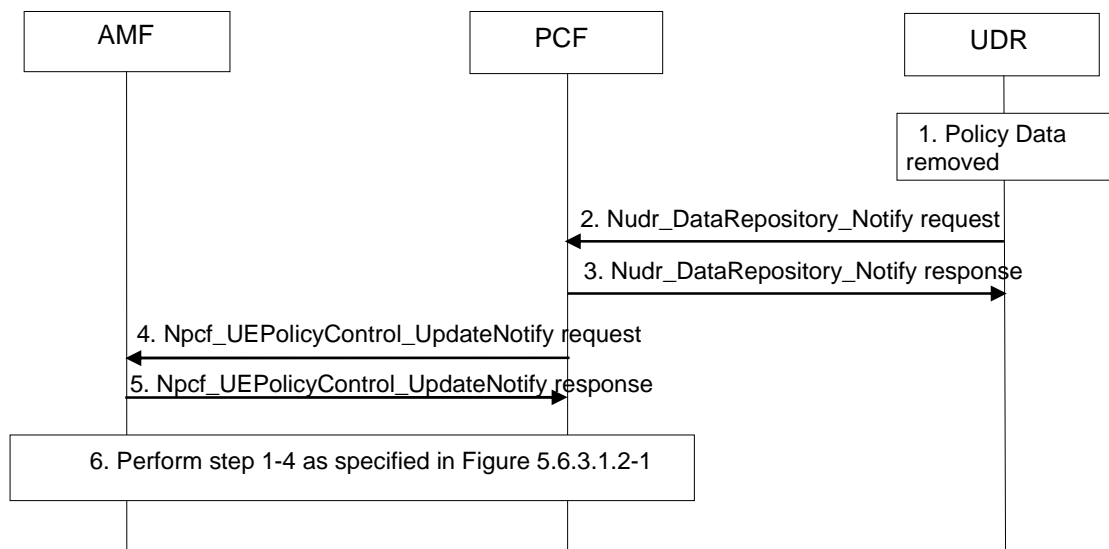 AMF
PCF
UDR
1. Policy Data
removed
2. Nudr_DataRepository_Notify request
3. Nudr_DataRepository_Notify response
4. Npcf_UEPolicyControl_UpdateNotify request
5. Npcf_UEPolicyControl_UpdateNotify response
6. Perform step 1-4 as specified in Figure 5.6.3.1.2-1